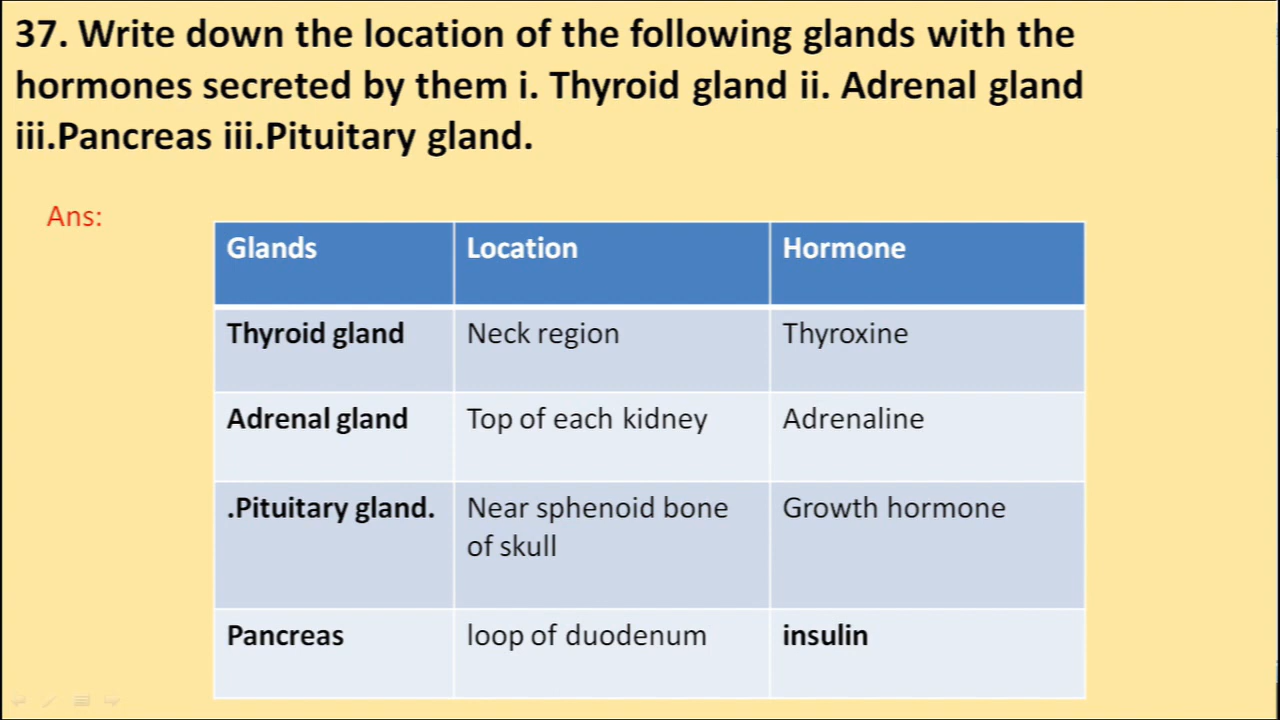 37. Write down the location of the following glands with the
hormones secreted by them i. Thyroid gland ii. Adrenal gland
iii.Pancreas iii.Pituitary gland.
Ans:
Glands Location Hormone
Thyroid gland Neck region Thyroxine
Adrenal gland Top of each kidney Adrenaline
.Pituitary gland. Near sphenoid bone Growth hormone
of skull
Pancreas loop of duodenum insulin